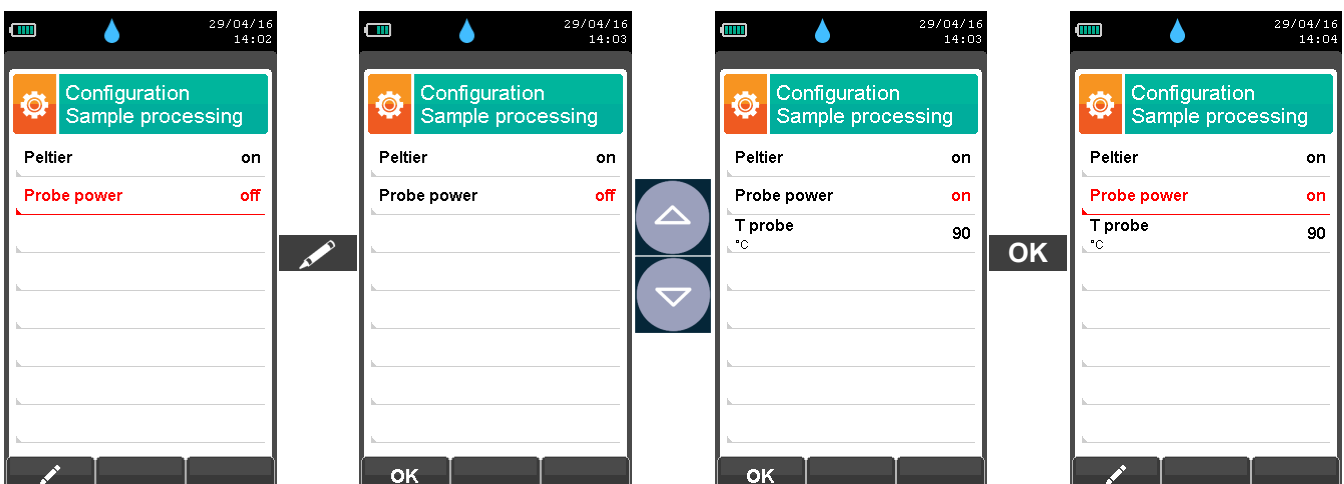 29/04/16
14:02
Configuration
Sample processing
Peltier on
Probe power off
29/04/16
14:03
Configuration
Sample processing
Peltier on
Probe power off
OK
29/04/16
14:03
Configuration
Sample processing
Peltier on
Probe power on
T probe 90
°C
OK
OK
29/04/16
14:04
Configuration
Sample processing
Peltier on
Probe power on
T probe 90
°C